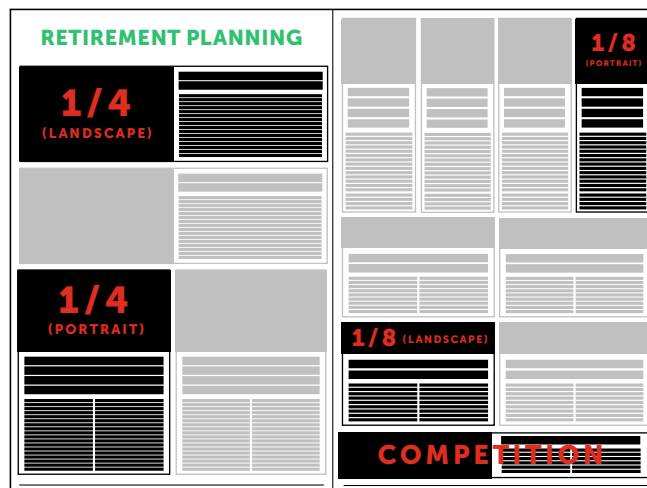 RETIREMENT PLANNING
1/4
(LANDSCAPE)
1/4
(PORTRAIT)
1/8
(PORTRAIT)
1/8 (LANDSCAPE)
COMPETITION